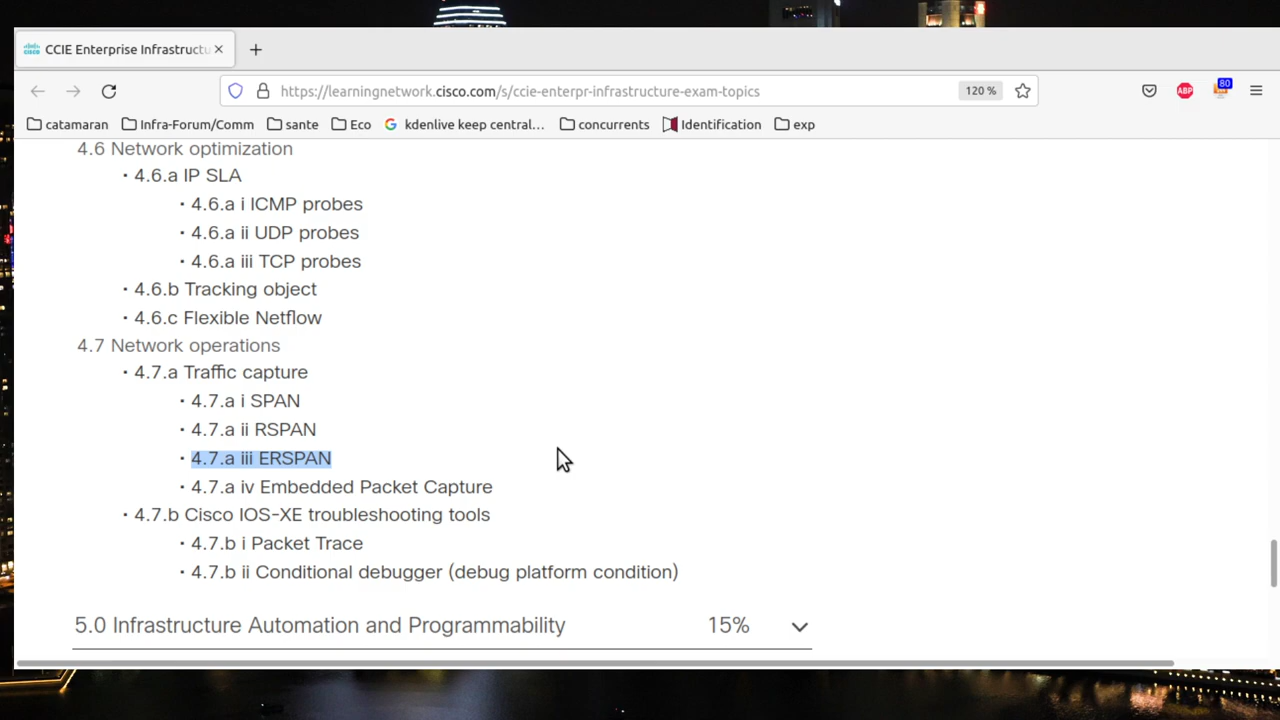 CCIE Enterprise Infrastructu
https://learningnetwork.cisco.com/s/ccie-enterpr-infrastructure-exam-topics
120 %
ABP
80
catamaran
Infra-Forum/Comm
sante
Eco
kdenlive keep central…
concurrents
Identification
exp
4.6 Network optimization
· 4.6.a IP SLA
· 4.6.a i ICMP probes
· 4.6.a ii UDP probes
· 4.6.a iii TCP probes
· 4.6.b Tracking object
· 4.6.c Flexible Netflow
4.7 Network operations
· 4.7.a Traffic capture
· 4.7.a i SPAN
· 4.7.a ii RSPAN
· 4.7.a iii ERSPAN
· 4.7.a iv Embedded Packet Capture
· 4.7.b Cisco IOS-XE troubleshooting tools
· 4.7.b i Packet Trace
· 4.7.b ii Conditional debugger (debug platform condition)
5.0 Infrastructure Automation and Programmability 15%